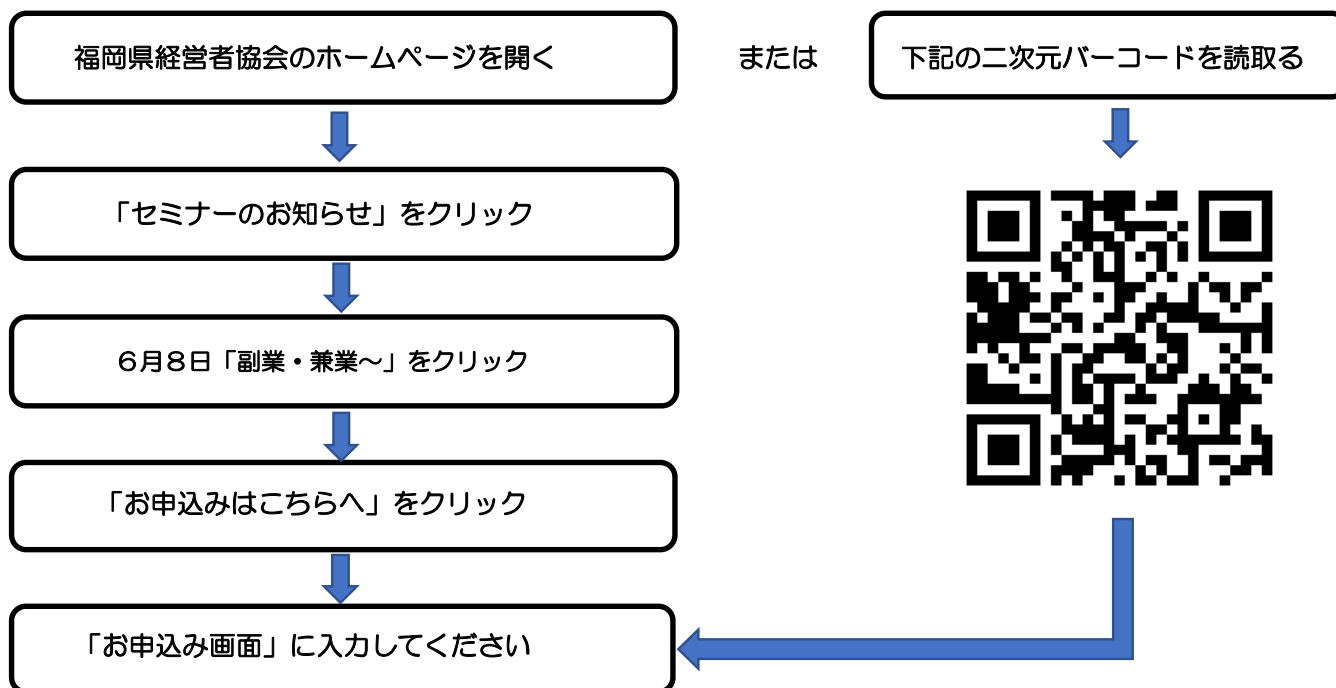 福岡県経営者協会のホームページを開く
または
下記の二次元バーコードを読取る
「セミナーのお知らせ」をクリック
６月８日「副業・兼業～」をクリック
「お申込みはこちらへ」をクリック
「お申込み画面」に入力してください